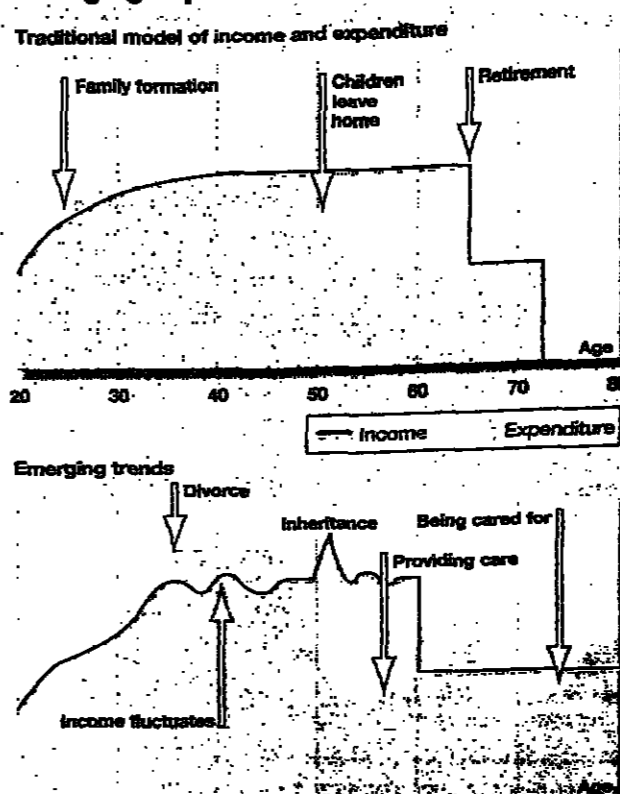 Traditional model of income and expenditure
Family formation
Children
leave
home
Retirement
Age
20 30 40 50 60 70 80
Income Expenditure
Emerging trends
Divorce
Inheritance
Being cared for
Providing care
Income fluctuates
Age